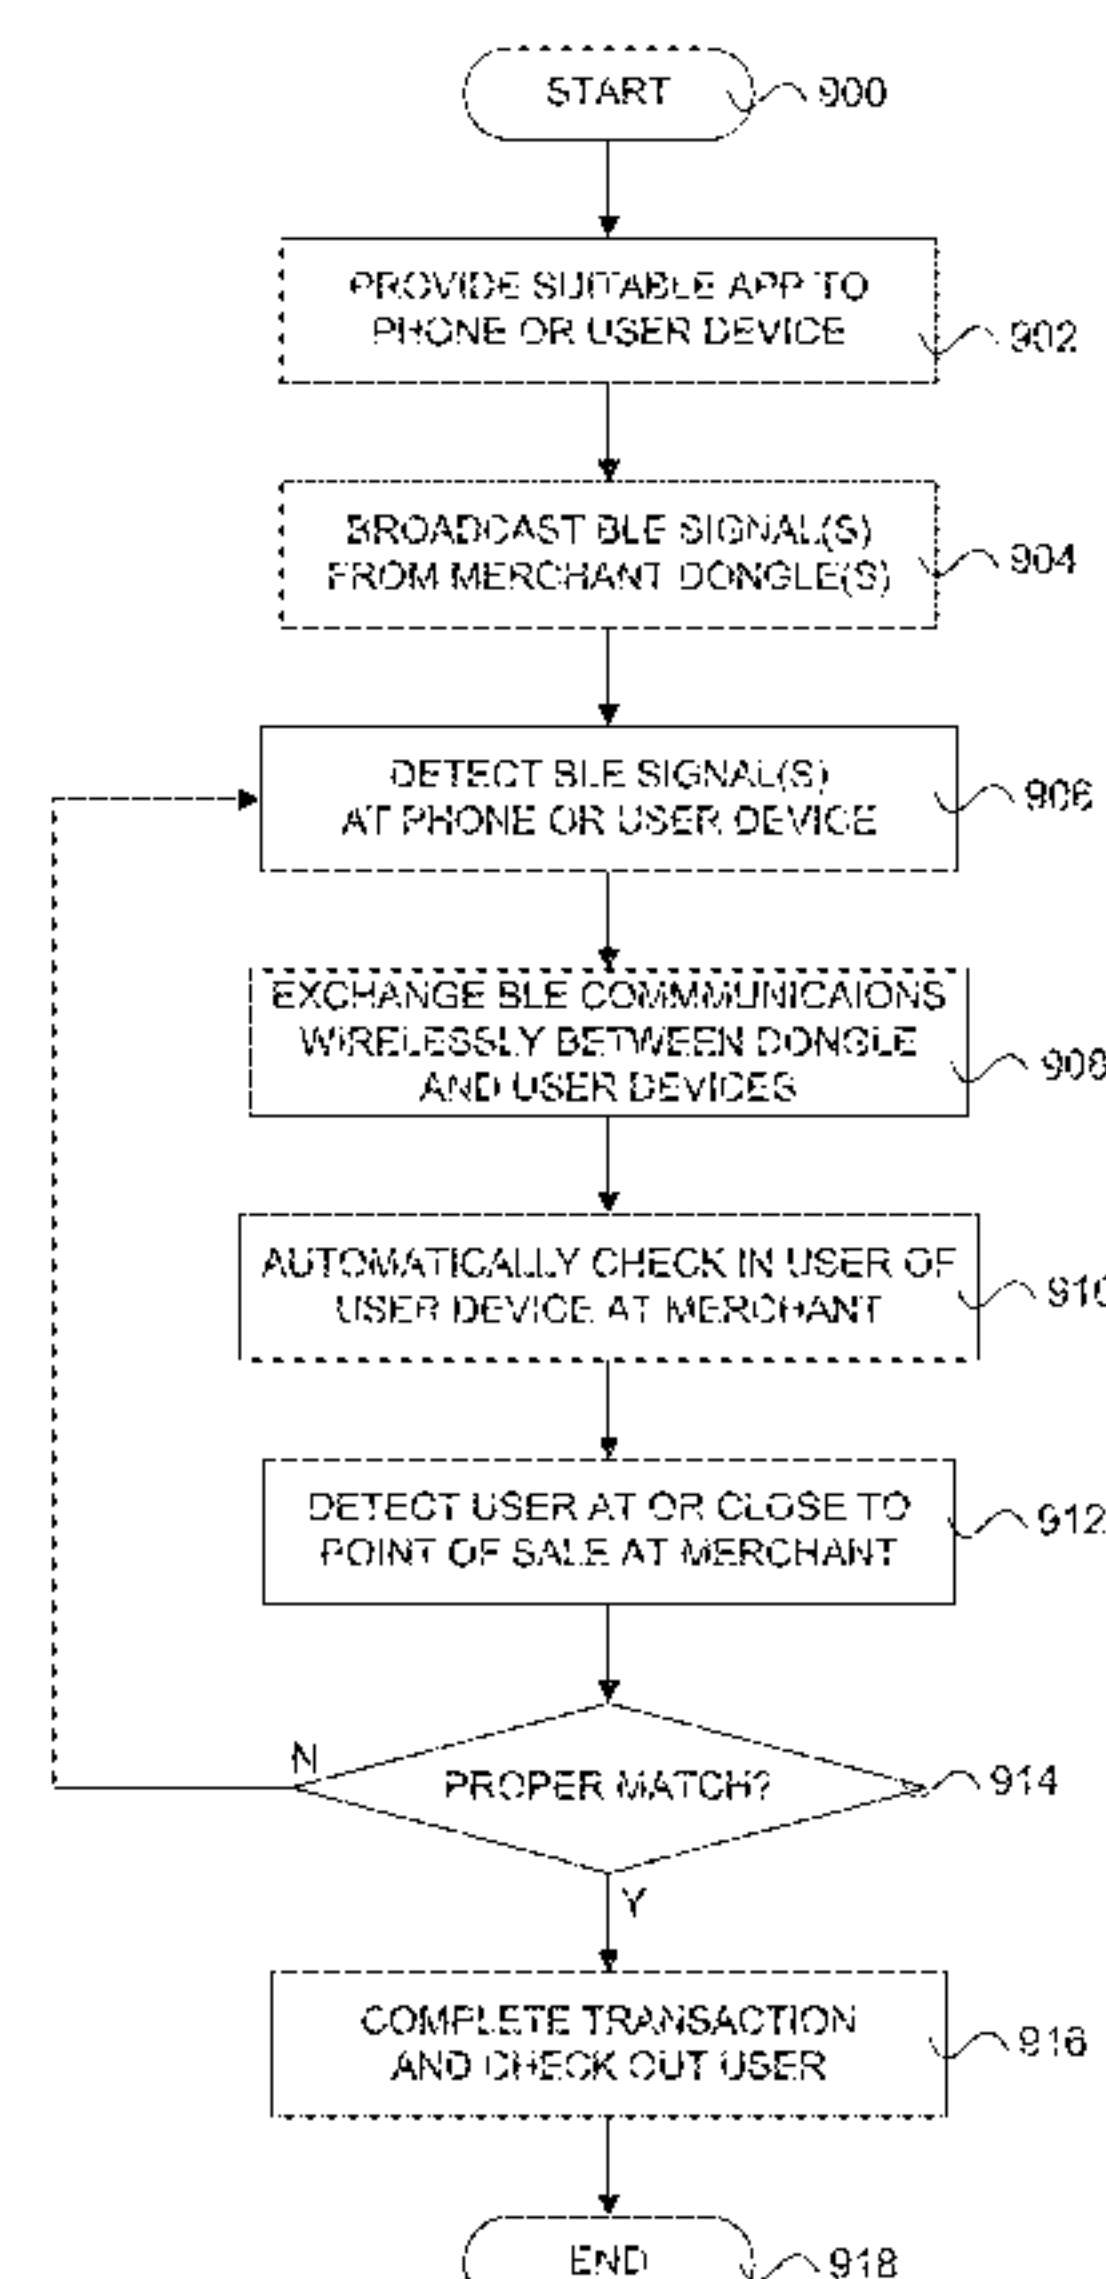 START
900
PROVIDE SUITABLE APP TO
PHONE OR USER DEVICE
902
BROADCAST BLE SIGNAL(S)
FROM MERCHANT DONGLE(S)
904
DETECT BLE SIGNAL(S)
AT PHONE OR USER DEVICE
906
EXCHANGE BLE COMMMUNICAIONS
WIRELESSLY BETWEEN DONGLE
AND USER DEVICES
908
AUTOMATICALLY CHECK IN USER OF
USER DEVICE AT MERCHANT
910
DETECT USER AT OR CLOSE TO
POINT OF SALE AT MERCHANT
912
N
PROPER MATCH?
914
Y
COMPLETE TRANSACTION
AND CHECK OUT USER
916
END
918